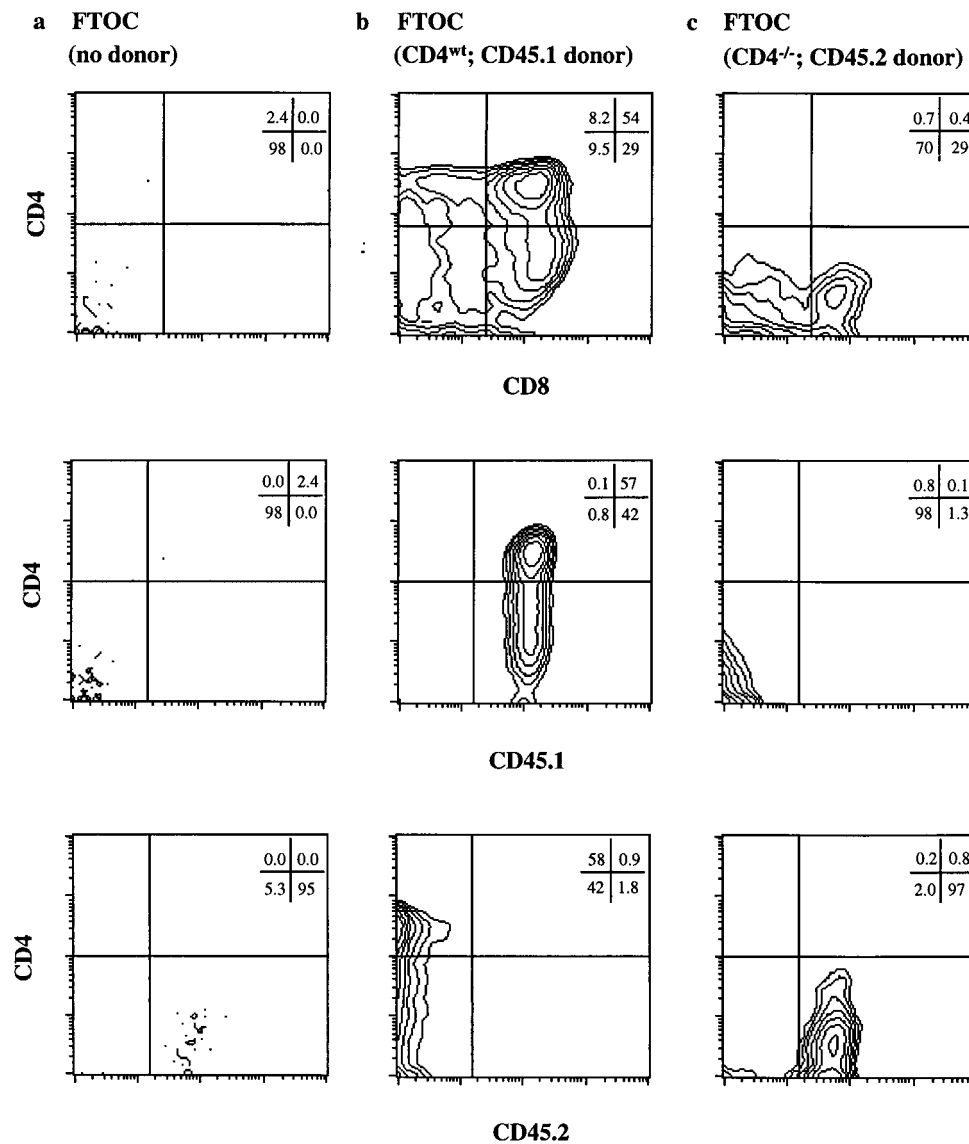 a FTOC
(no donor)
b FTOC
(CD4wt; CD45.1 donor)
c FTOC
(CD4-/-; CD45.2 donor)
CD4
2.4 0.0
98 0.0
8.2 54
9.5 29
0.7 0.4
70 29
CD8
CD4
0.0 2.4
98 0.0
0.1 57
0.8 42
0.8 0.1
98 1.3
CD45.1
CD4
0.0 0.0
5.3 95
58 0.9
42 1.8
0.2 0.8
2.0 97
CD45.2